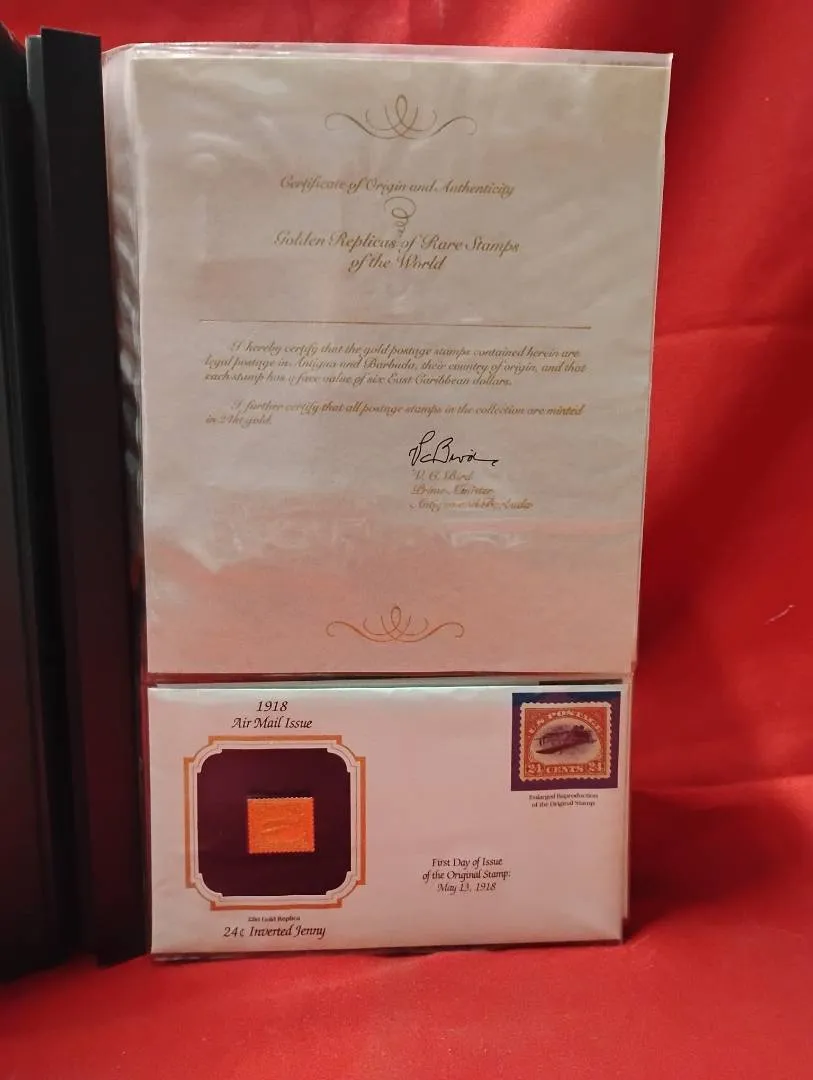 Certificate of Origin and Authenticity
Golden Replicas of Rare Stamps
of the World
I hereby certify that the gold postage stamps contained herein are
legal postage in Antigua and Barbuda, their country of origin, and that
each stamp has a face value of six East Caribbean dollars.
I further certify that all postage stamps in the collection are minted
in gold.
V. C. Bird
Prime Minister
Antigua and Barbuda
1918
Air Mail Issue
U.S POSTAGE
24 CENTS 24
Enlarged Reproduction
of the Original Stamp
First Day of Issue
of the Original Stamp:
May 13, 1918
Gold Replica
24¢ Inverted Jenny